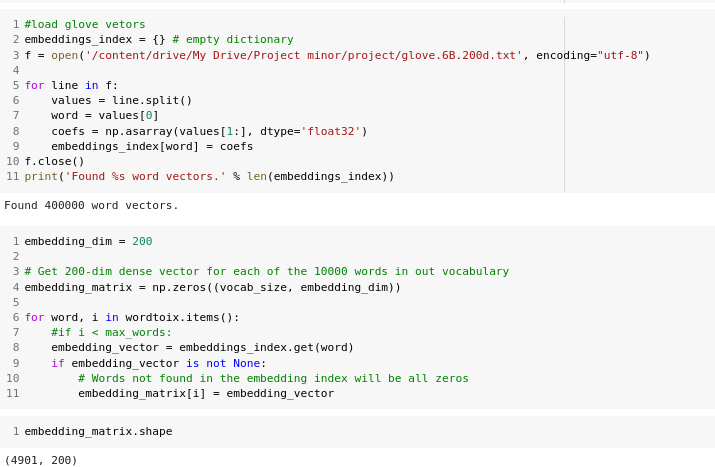 1 #load glove vetors
2 embeddings_index = {} # empty dictionary
3 f = open('/content/drive/My Drive/Project minor/project/glove.6B.200d.txt', encoding="utf-8")
4
5 for line in f:
6     values = line.split()
7     word = values[0]
8     coefs = np.asarray(values[1:], dtype='float32')
9     embeddings_index[word] = coefs
10 f.close()
11 print('Found %s word vectors.' % len(embeddings_index))
Found 400000 word vectors.
1 embedding_dim = 200
2
3 # Get 200-dim dense vector for each of the 10000 words in out vocabulary
4 embedding_matrix = np.zeros((vocab_size, embedding_dim))
5
6 for word, i in wordtoix.items():
7     #if i < max_words:
8     embedding_vector = embeddings_index.get(word)
9     if embedding_vector is not None:
10         # Words not found in the embedding index will be all zeros
11         embedding_matrix[i] = embedding_vector
1 embedding_matrix.shape
(4901, 200)